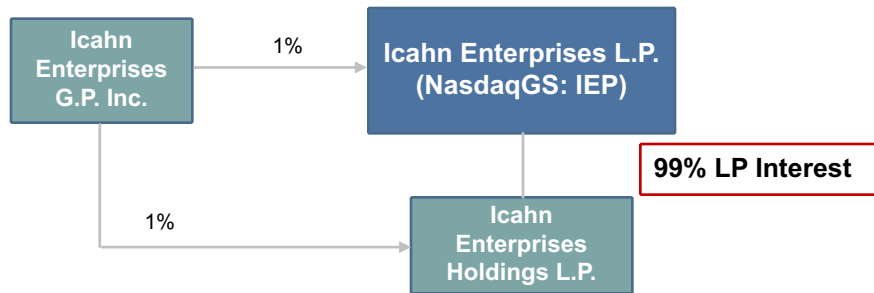 Icahn
Enterprises
G.P. Inc.
1%
Icahn Enterprises L.P.
(NasdaqGS: IEP)
99% LP Interest
1%
Icahn
Enterprises
Holdings L.P.